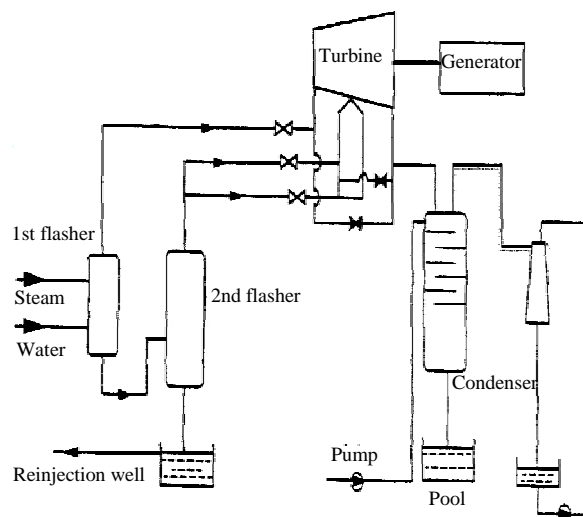 Turbine
Generator
1st flasher
Steam
2nd flasher
Water
Condenser
Reinjection well
Pump
Pool